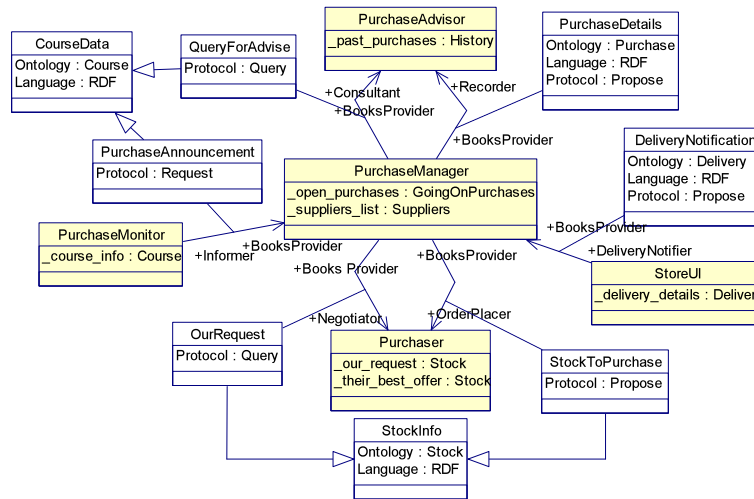 PurchaseAdvisor
_past_purchases : History
PurchaseDetails
Ontology : Purchase
Language : RDF
Protocol : Propose
CourseData
Ontology : Course
Language : RDF
QueryForAdvise
Protocol : Query
+Consultant
+BooksProvider
+Recorder
+BooksProvider
PurchaseAnnouncement
Protocol : Request
DeliveryNotification
Ontology : Delivery
Language : RDF
Protocol : Propose
PurchaseManager
_open_purchases : GoingOnPurchases
_suppliers_list : Suppliers
PurchaseMonitor
_course_info : Course
+Informer
+BooksProvider
+BooksProvider
+DeliveryNotifier
StoreUI
_delivery_details : Deliver
+Books Provider
+BooksProvider
+Negotiator
+OrderPlacer
OurRequest
Protocol : Query
Purchaser
_our_request : Stock
_their_best_offer : Stock
StockToPurchase
Protocol : Propose
StockInfo
Ontology : Stock
Language : RDF